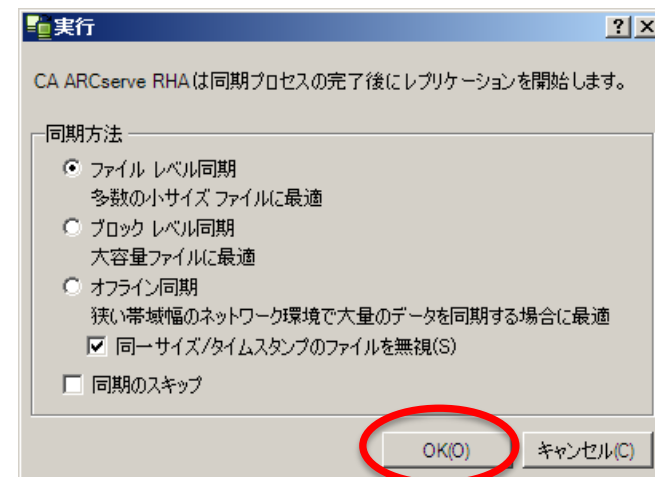 実行
CA ARCserve RHAは同期プロセスの完了後にレプリケーションを開始します。
同期方法
ファイル レベル同期
多数の小サイズ ファイルに最適
ブロック レベル同期
大容量ファイルに最適
オフライン同期
狭い帯域幅のネットワーク環境で大量のデータを同期する場合に最適
同一サイズ/タイムスタンプのファイルを無視(S)
同期のスキップ
OK(O) キャンセル(C)